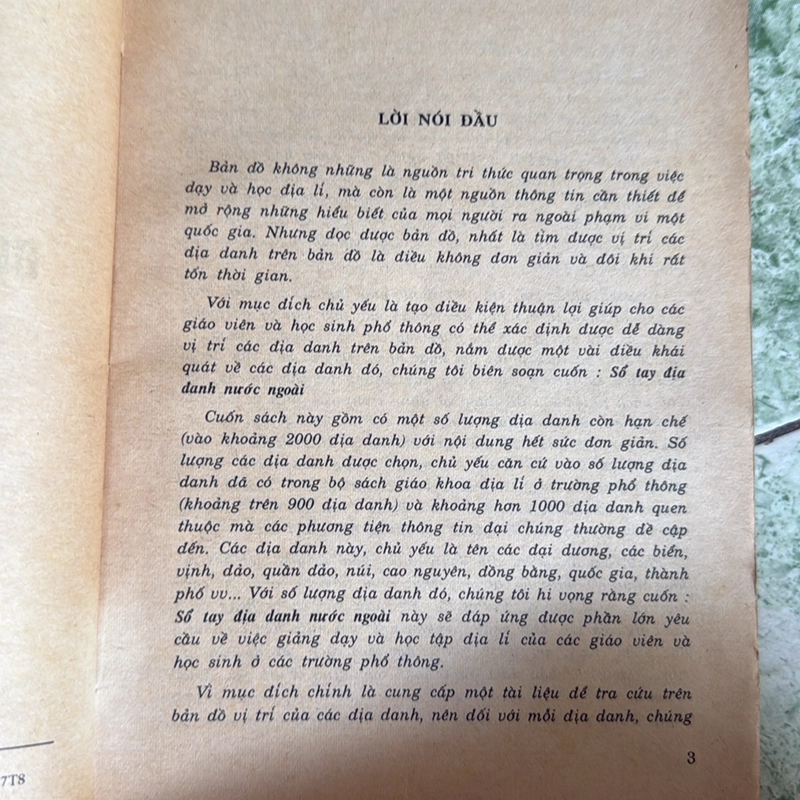 LỜI NÓI ĐẦU
Bản đồ không những là nguồn tri thức quan trọng trong việc
dạy và học địa lí, mà còn là một nguồn thông tin cần thiết để
mở rộng những hiểu biết của mọi người ra ngoài phạm vi một
quốc gia. Nhưng đọc được bản đồ, nhất là tìm được vị trí các
địa danh trên bản đồ là điều không đơn giản và đôi khi rất
tốn thời gian.
Với mục đích chủ yếu là tạo điều kiện thuận lợi giúp cho các
giáo viên và học sinh phổ thông có thể xác định được dễ dàng
vị trí các địa danh trên bản đồ, nắm được một vài điều khái
quát về các địa danh đó, chúng tôi biên soạn cuốn : Sổ tay địa
danh nước ngoài
Cuốn sách này gồm có một số lượng địa danh còn hạn chế
(vào khoảng 2000 địa danh) với nội dung hết sức đơn giản. Số
lượng các địa danh được chọn, chủ yếu căn cứ vào số lượng địa
danh đã có trong bộ sách giáo khoa địa lí ở trường phổ thông
(khoảng trên 900 địa danh) và khoảng hơn 1000 địa danh quen
thuộc mà các phương tiện thông tin đại chúng thường đề cập
đến. Các địa danh này, chủ yếu là tên các đại dương, các biển,
vịnh, đảo, quần đảo, núi, cao nguyên, đồng bằng, quốc gia, thành
phố vv... Với số lượng địa danh đó, chúng tôi hi vọng rằng cuốn :
Sổ tay địa danh nước ngoài này sẽ đáp ứng được phần lớn yêu
cầu về việc giảng dạy và học tập địa lí của các giáo viên và
học sinh ở các trường phổ thông.
Vì mục đích chính là cung cấp một tài liệu để tra cứu trên
bản đồ vị trí của các địa danh, nên đối với mỗi địa danh, chúng
3
7T8